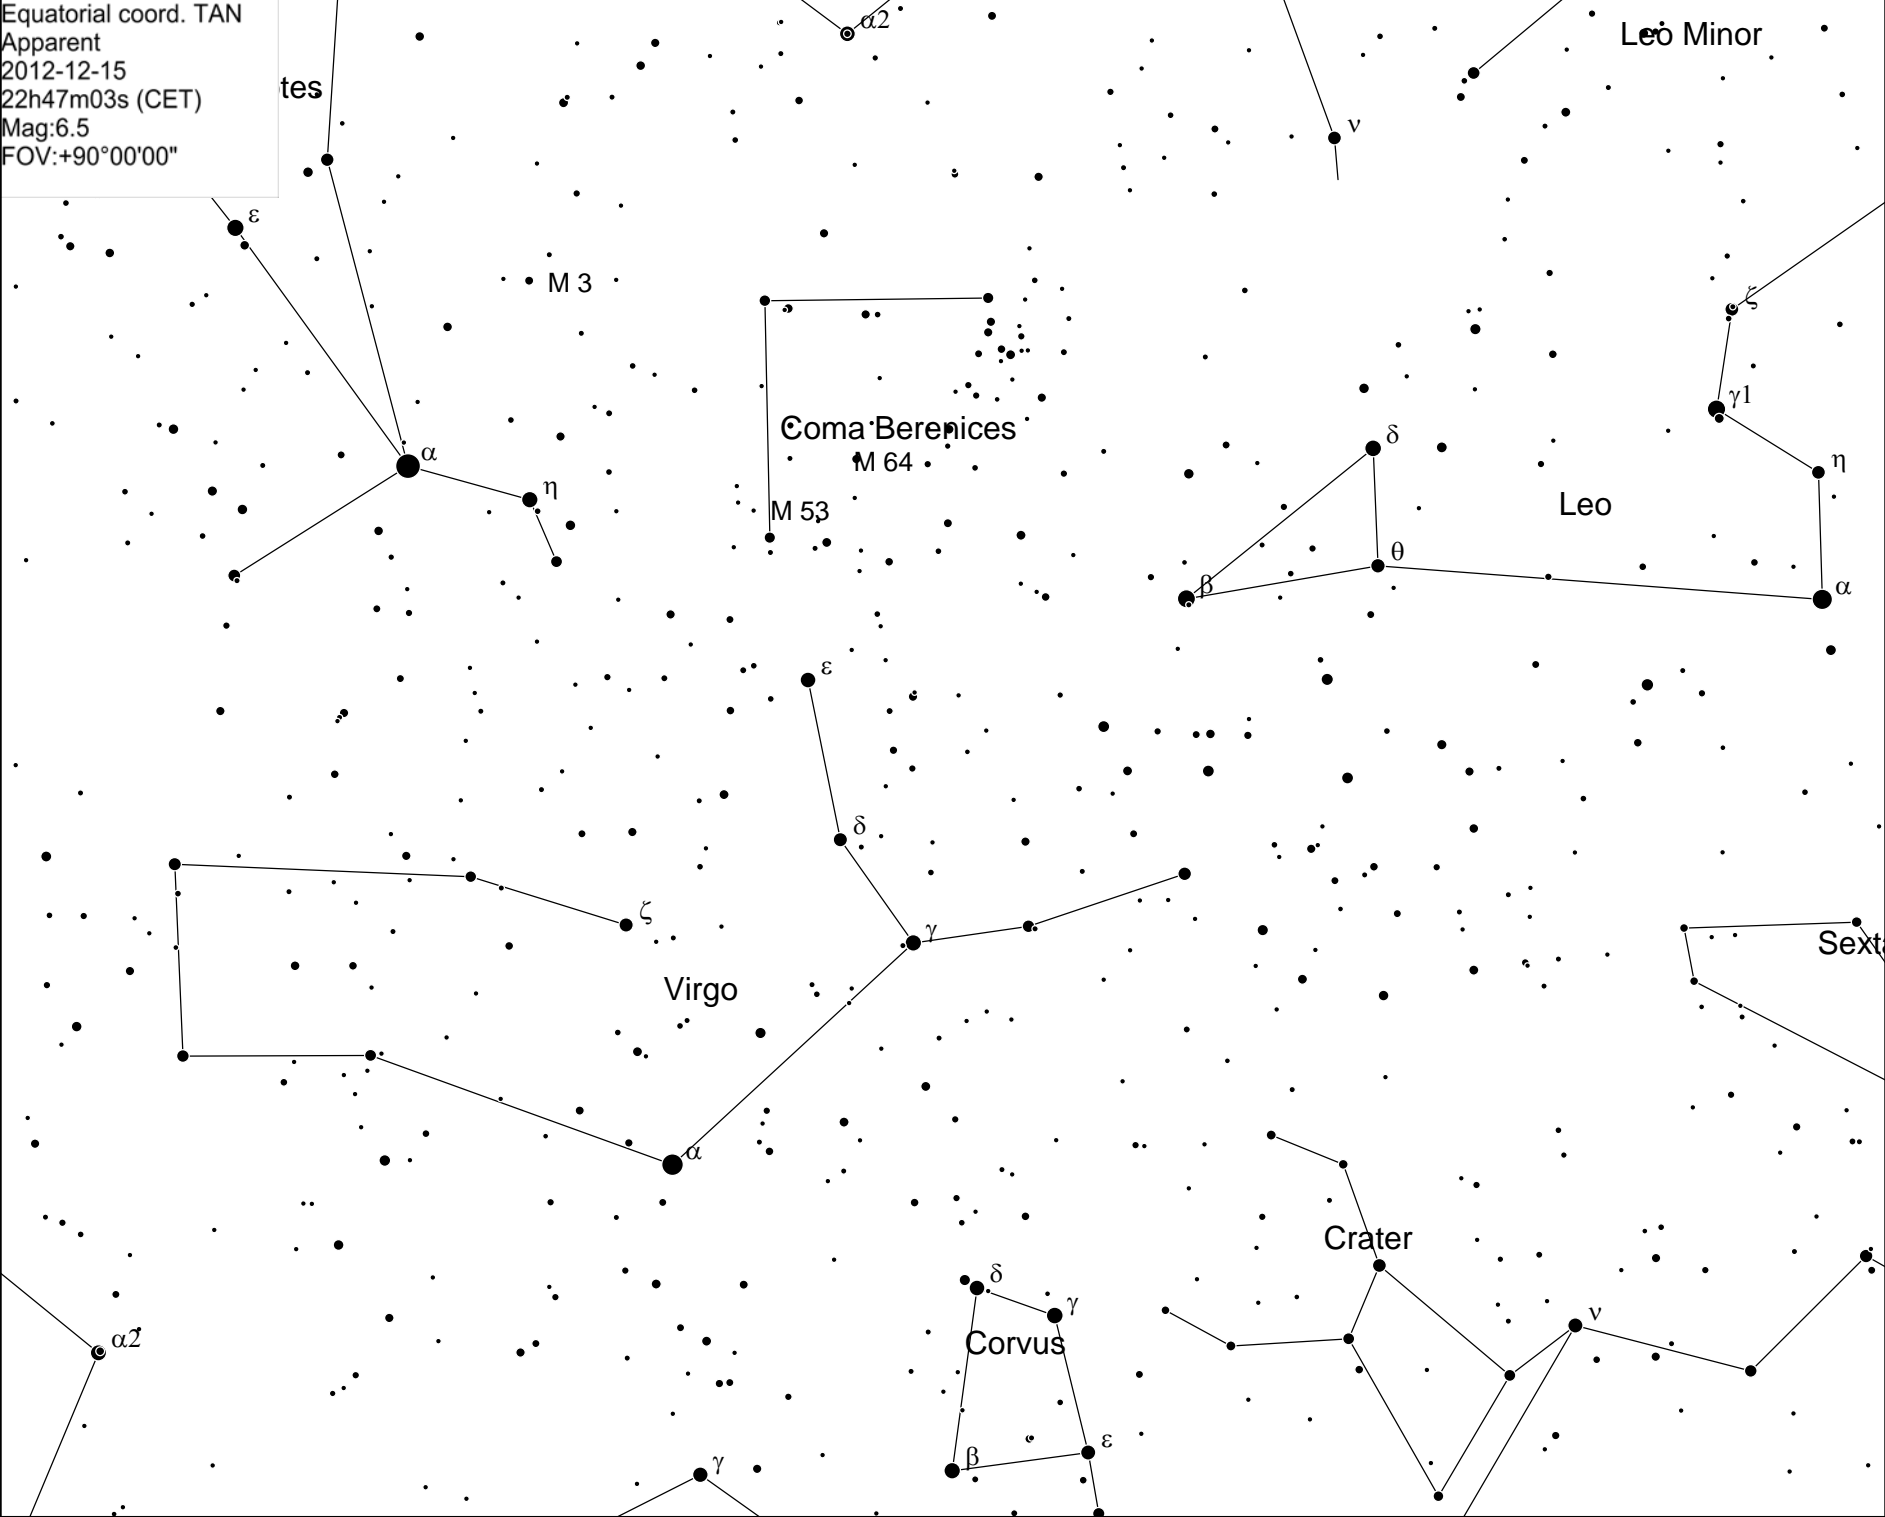 Equatorial coord. TAN
Apparent
2012-12-15
22h47m03s (CET)
Mag:6.5
FOV:+90°00'00"
α2
Leo Minor
tes
ν
ε
M 3
ζ
γ1
Coma Berenices
δ
α
M 64
η
η
Leo
M 53
θ
β
α
ε
δ
ζ
γ
Sexta
Virgo
α
Crater
δ
γ
ν
α2
Corvus
ε
β
γ